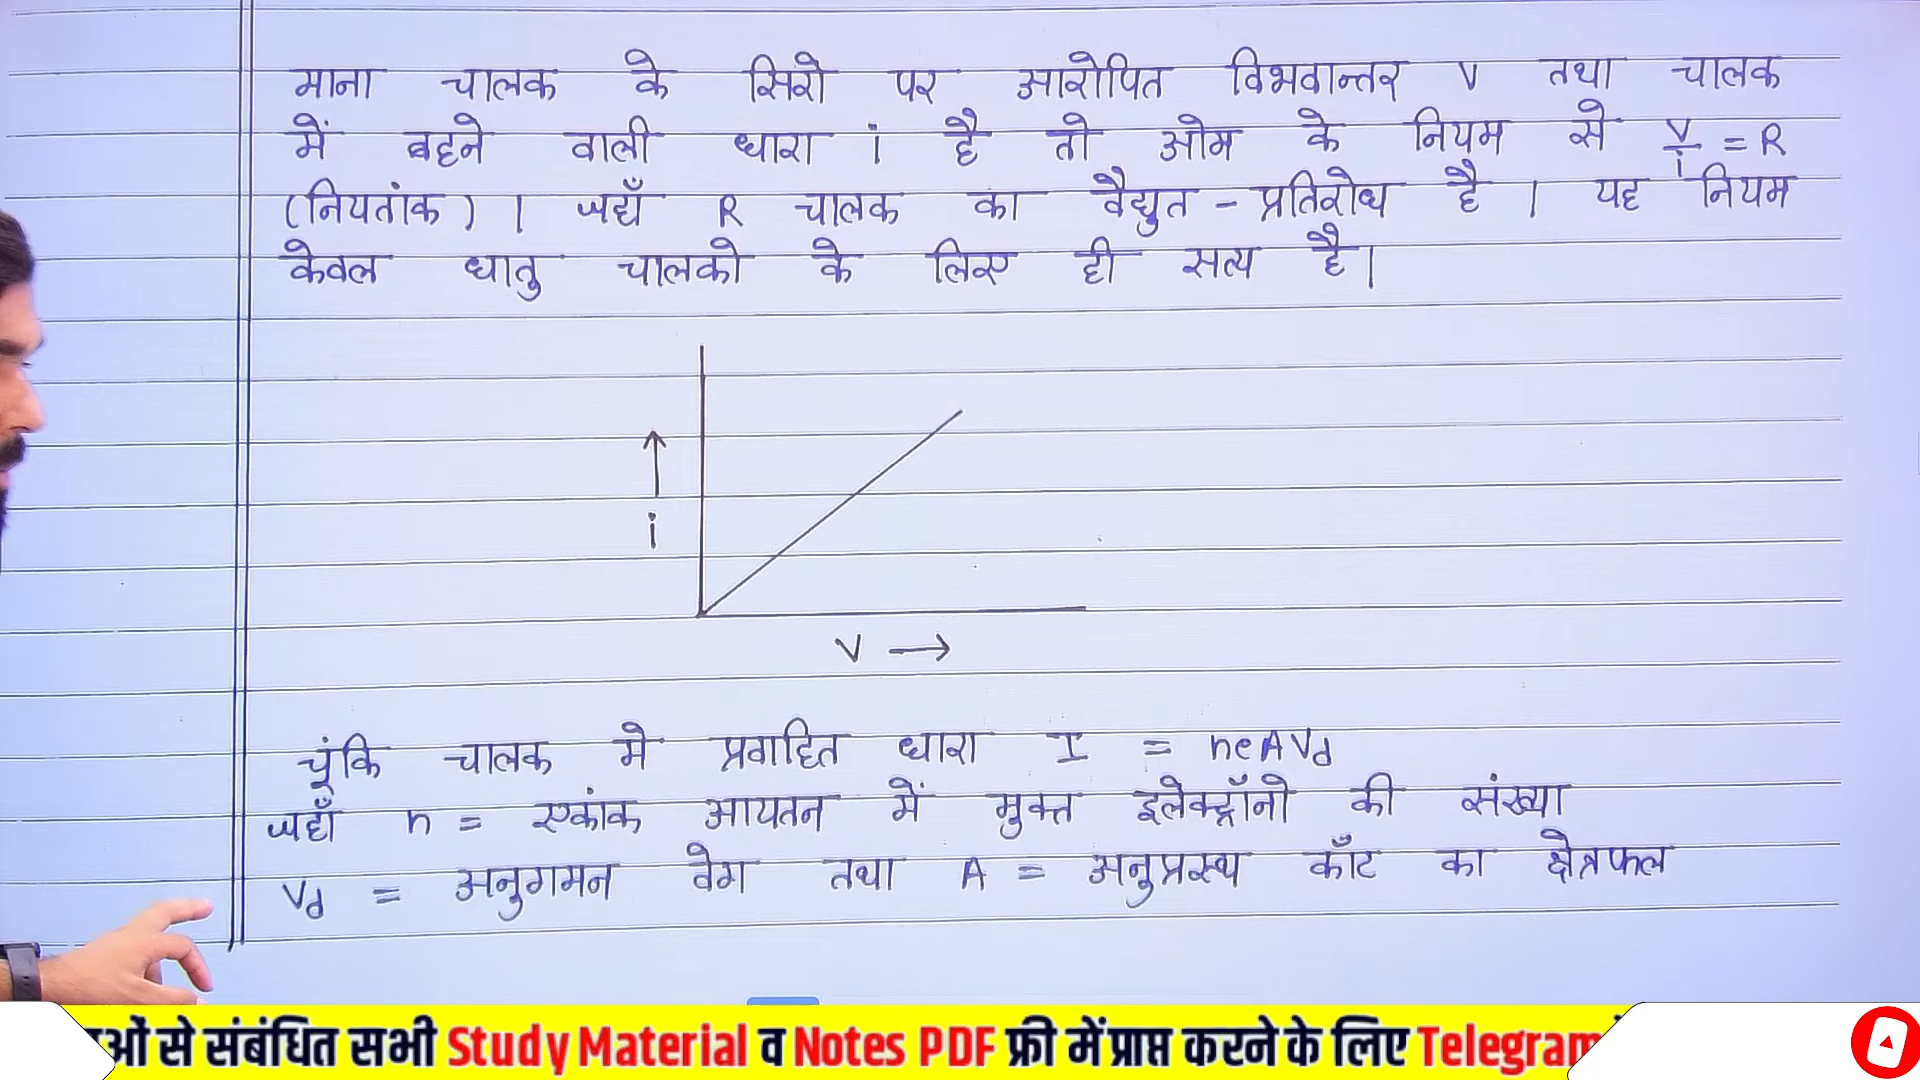 माना चालक के सिरो पर आरोपित विभवान्तर V तथा चालक
में बहने वाली धारा i है तो ओम के नियम से V/i = R
(नियतांक) । जहाँ R चालक का वैद्युत - प्रतिरोध है । यह नियम
केवल धातु चालको के लिए ही सत्य है।
i
V →
चूंकि चालक मे प्रवाहित धारा I = neAVd
जहाँ n = एकांक आयतन में मुक्त इलेक्ट्रॉनो की संख्या
Vd = अनुगमन वेग तथा A = अनुप्रस्थ काँट का क्षेत्रफल
ओं से संबंधित सभी Study Material व Notes PDF फ्री में प्राप्त करने के लिए Telegram